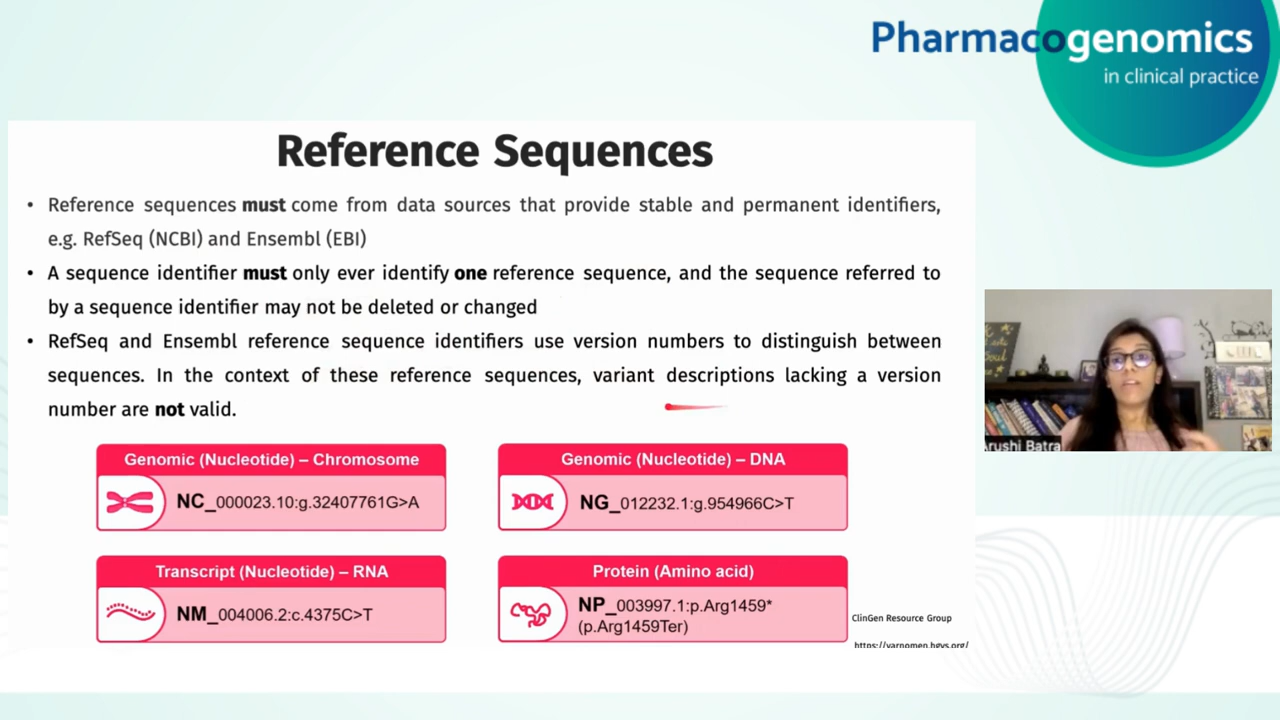 Pharmacogenomics
in clinical practice
Reference Sequences
• Reference sequences must come from data sources that provide stable and permanent identifiers,
e.g. RefSeq (NCBI) and Ensembl (EBI)
• A sequence identifier must only ever identify one reference sequence, and the sequence referred to
by a sequence identifier may not be deleted or changed
• RefSeq and Ensembl reference sequence identifiers use version numbers to distinguish between
sequences. In the context of these reference sequences, variant descriptions lacking a version
number are not valid.
Genomic (Nucleotide) – Chromosome
NC_000023.10:g.32407761G>A
Genomic (Nucleotide) – DNA
NG_012232.1:g.954966C>T
Transcript (Nucleotide) – RNA
NM_004006.2:c.4375C>T
Protein (Amino acid)
NP_003997.1:p.Arg1459*
(p.Arg1459Ter)
ClinGen Resource Group
https://varnomen.hgvs.org/
Arushi Batra